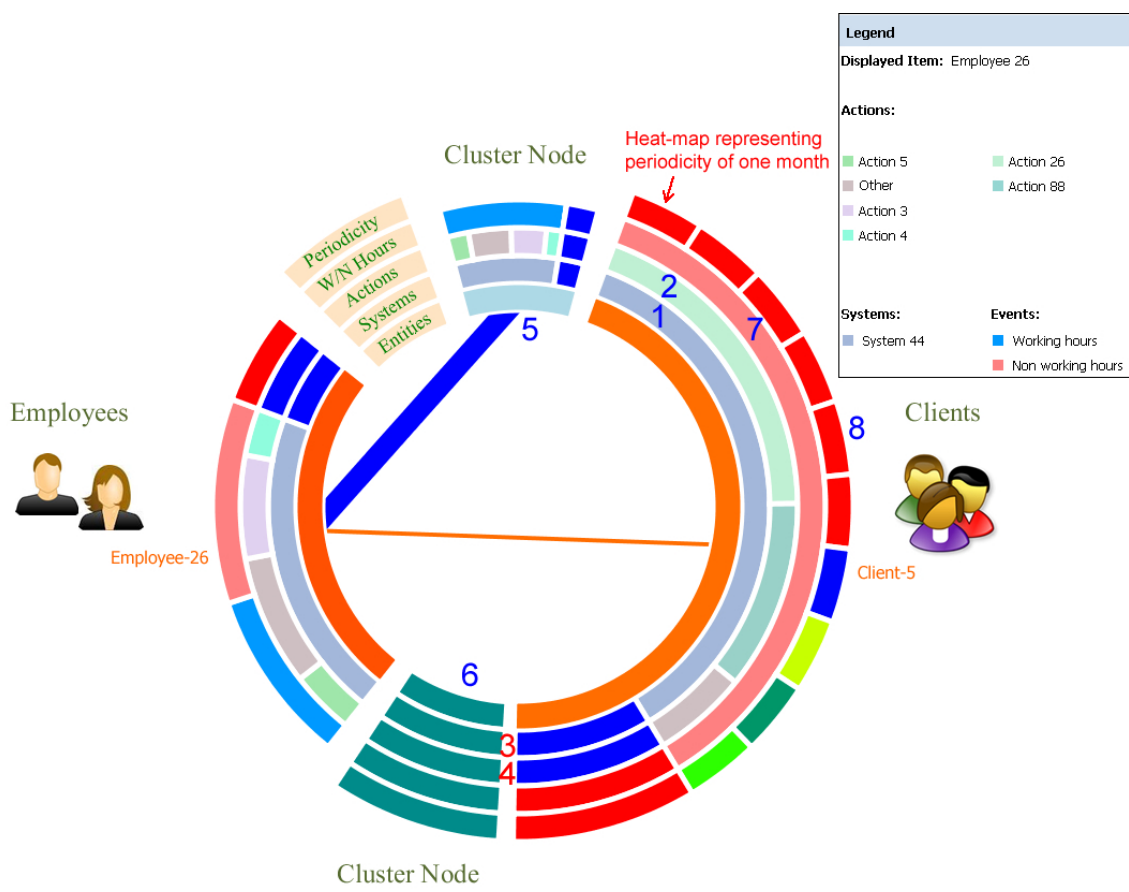 Legend
Displayed Item: Employee 26
Actions:
Action 5
Action 26
Other
Action 88
Action 3
Action 4
Systems:
Events:
System 44
Working hours
Non working hours
Heat-map representing
periodicity of one month
Cluster Node
Periodicity
W/N Hours
Actions
Systems
Entities
5
2
1
7
8
Employees
Clients
Employee-26
Client-5
6
3
4
Cluster Node